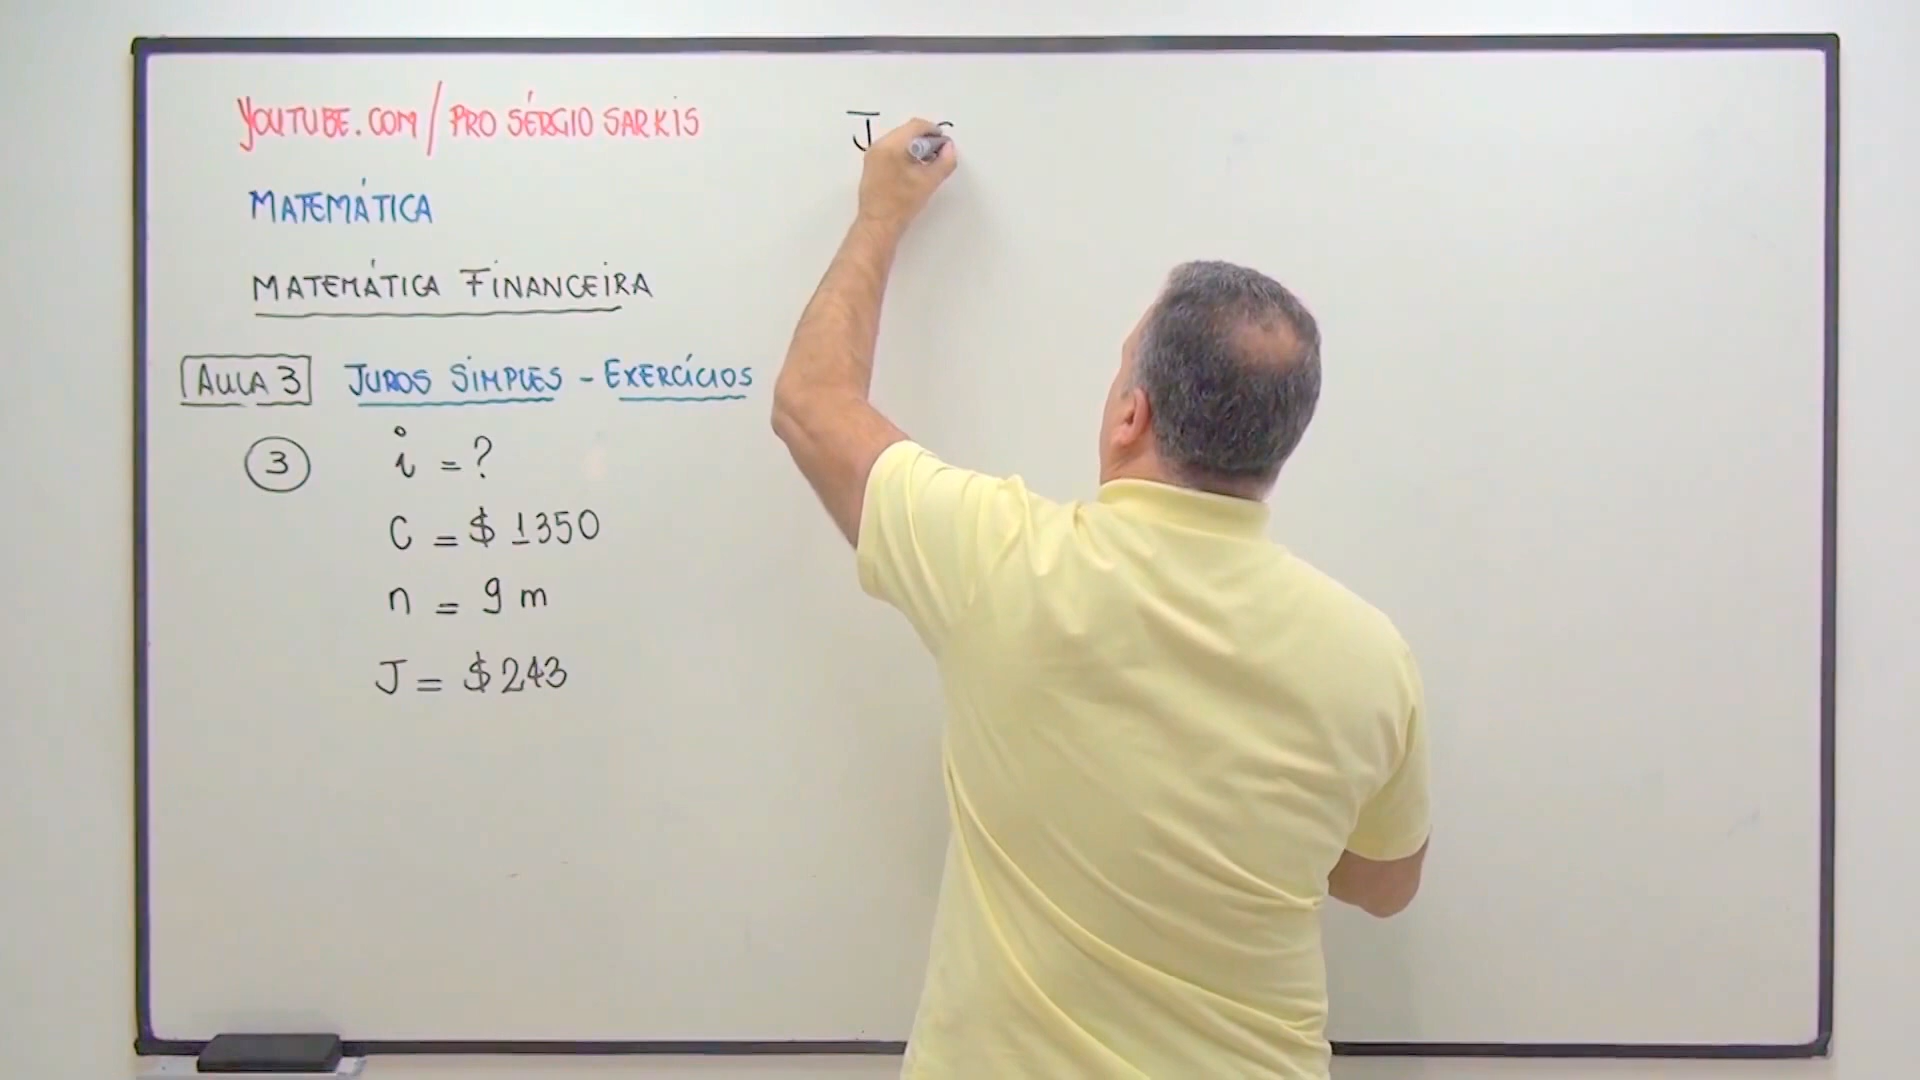 YOUTUBE.COM/PRO SÉRGIO SARKIS
MATEMÁTICA
MATEMÁTICA FINANCEIRA
AULA 3 JUROS SIMPLES - EXERCÍCIOS
3 i = ?
C = $ 1350
n = 9 m
J = $ 243
J